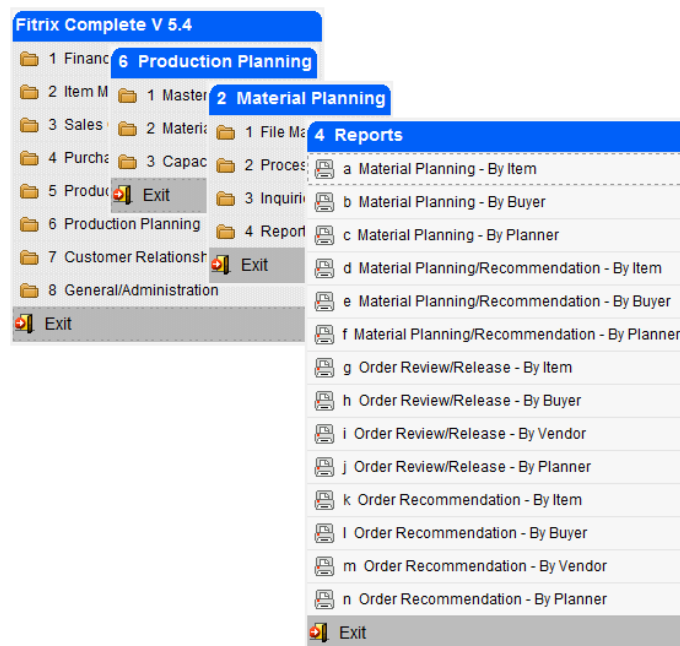 Fitrix Complete V 5.4
1 Financ
2 Item M
3 Sales
4 Purcha
5 Produc
6 Production Planning
7 Customer Relationsh
8 General/Administration
Exit
6 Production Planning
1 Master
2 Materia
3 Capac
Exit
2 Material Planning
1 File Ma
2 Proces
3 Inquiri
4 Report
Exit
4 Reports
a Material Planning - By Item
b Material Planning - By Buyer
c Material Planning - By Planner
d Material Planning/Recommendation - By Item
e Material Planning/Recommendation - By Buyer
f Material Planning/Recommendation - By Planner
g Order Review/Release - By Item
h Order Review/Release - By Buyer
i Order Review/Release - By Vendor
j Order Review/Release - By Planner
k Order Recommendation - By Item
l Order Recommendation - By Buyer
m Order Recommendation - By Vendor
n Order Recommendation - By Planner
Exit